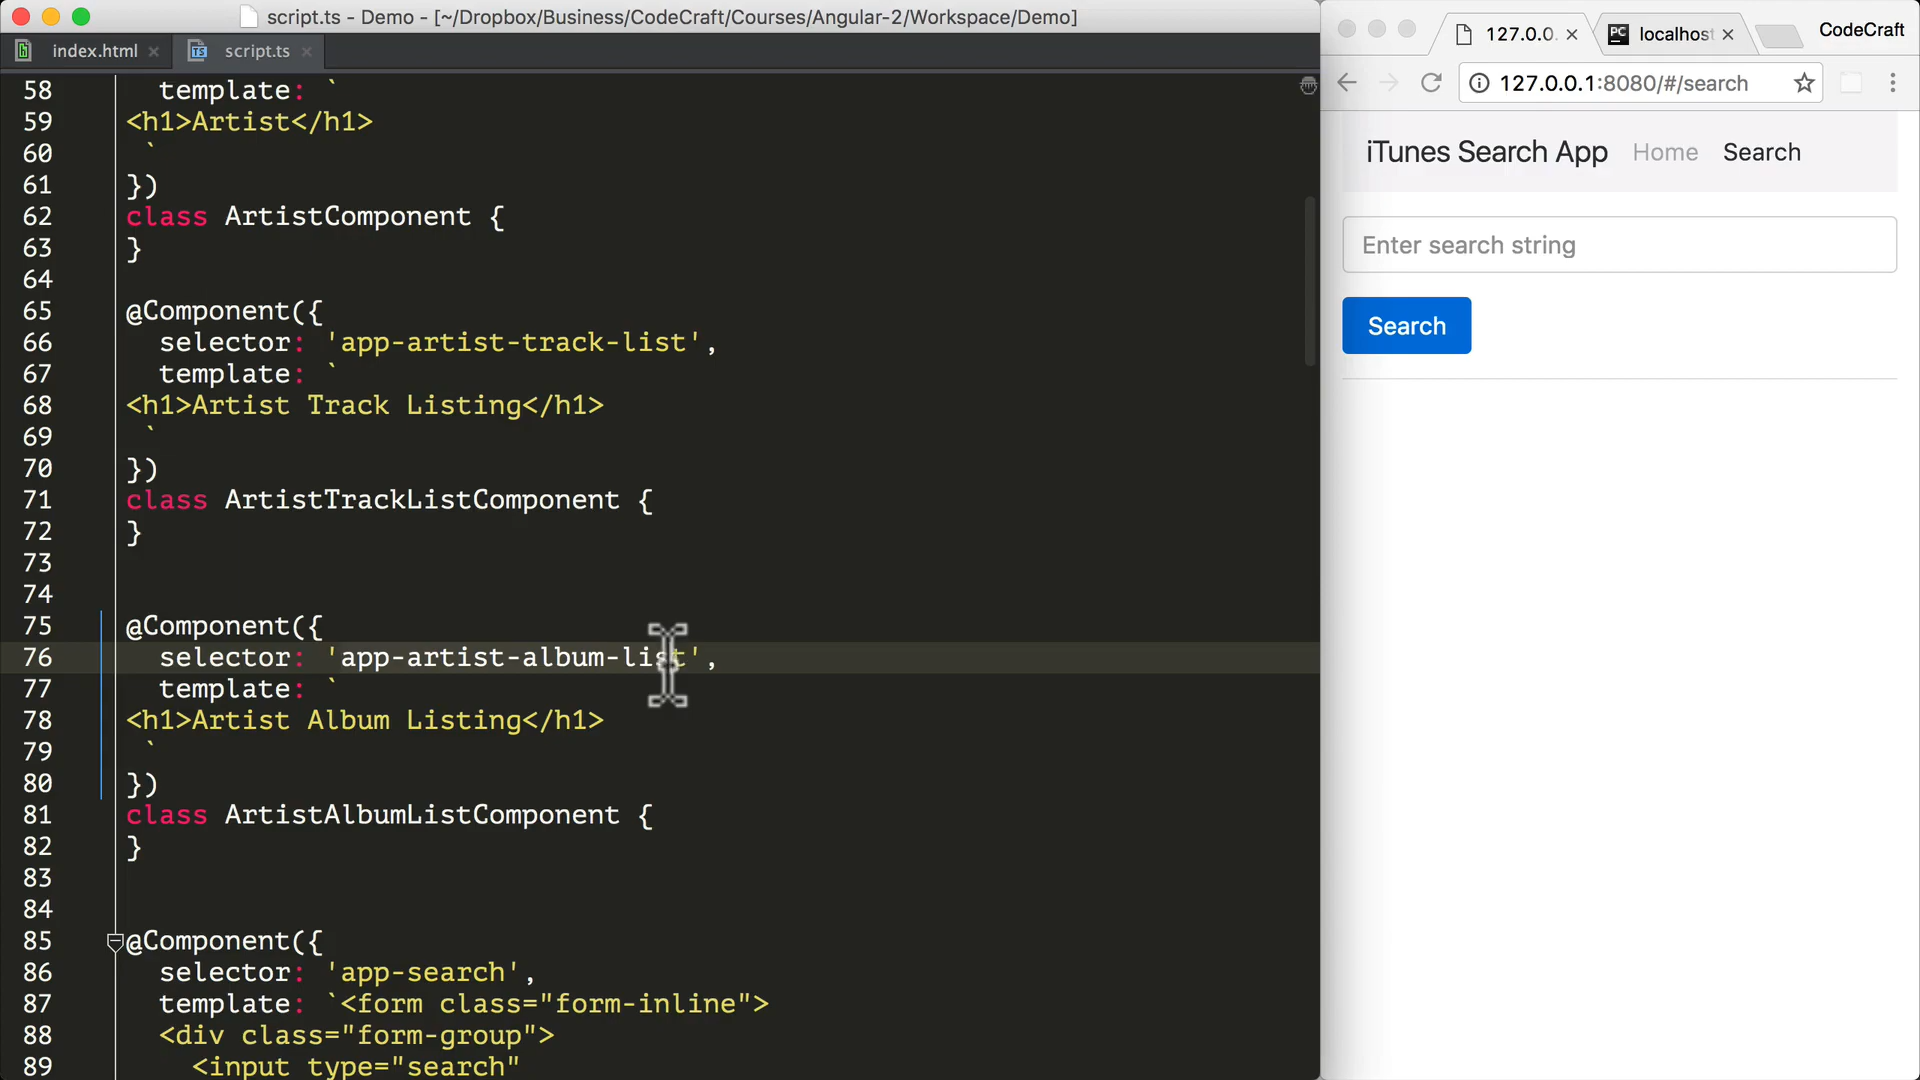 script.ts - Demo - [~/Dropbox/Business/CodeCraft/Courses/Angular-2/Workspace/Demo]
index.html
script.ts
58 template: `
59 <h1>Artist</h1>
60 `
61 })
62 class ArtistComponent {
63 }
64
65 @Component({
66 selector: 'app-artist-track-list',
67 template: `
68 <h1>Artist Track Listing</h1>
69 `
70 })
71 class ArtistTrackListComponent {
72 }
73
74
75 @Component({
76 selector: 'app-artist-album-list',
77 template: `
78 <h1>Artist Album Listing</h1>
79 `
80 })
81 class ArtistAlbumListComponent {
82 }
83
84
85 @Component({
86 selector: 'app-search',
87 template: `<form class="form-inline">
88 <div class="form-group">
89 <input type="search"
127.0.0.
PC localhost
CodeCraft
127.0.0.1:8080/#/search
iTunes Search App Home Search
Enter search string
Search